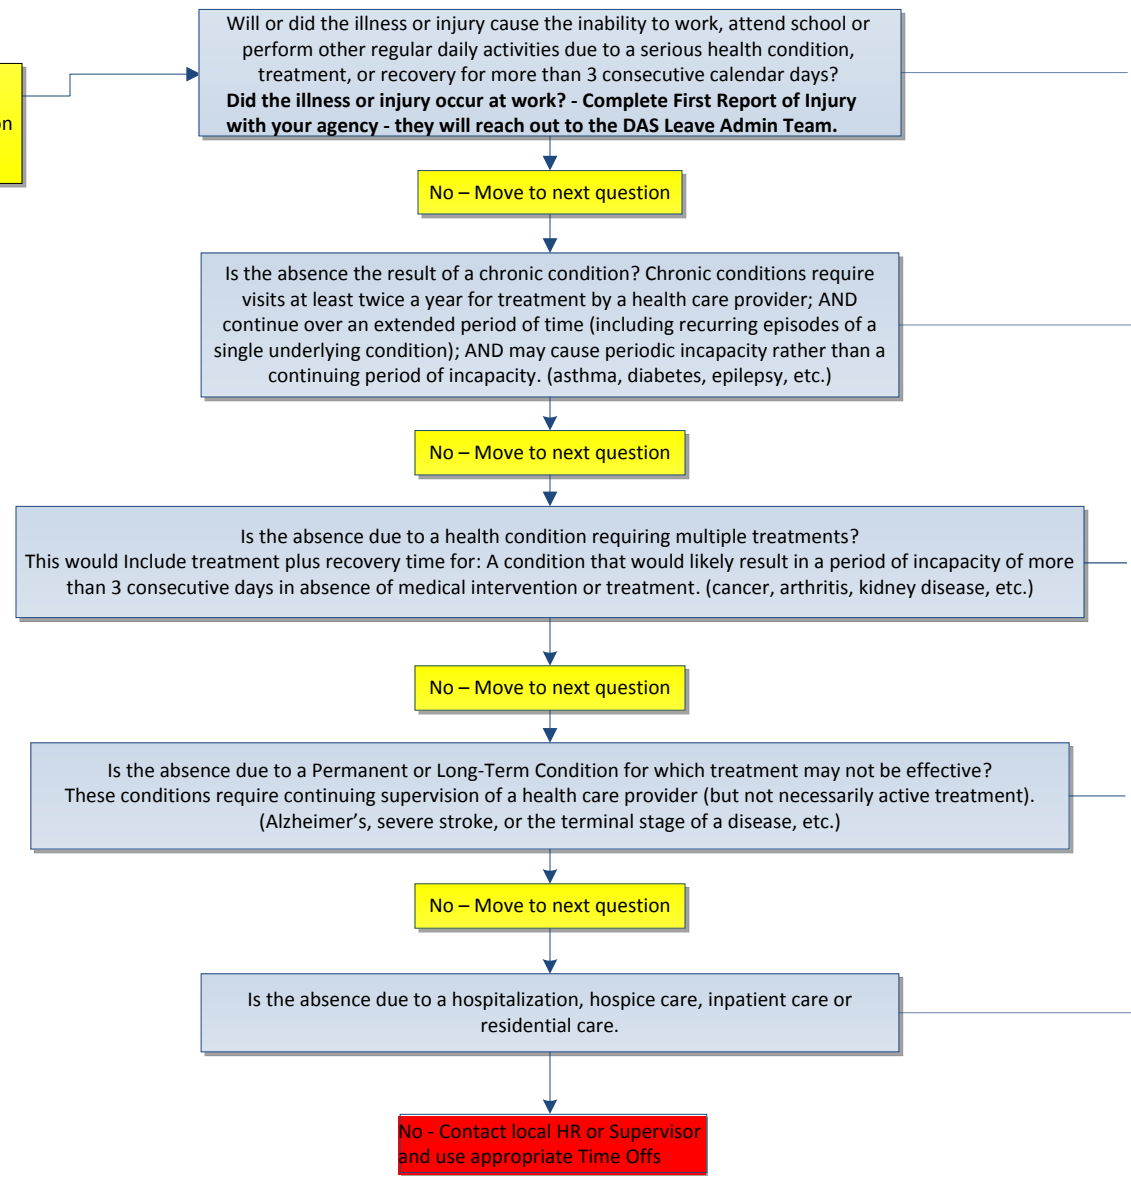 Will or did the illness or injury cause the inability to work, attend school or
perform other regular daily activities due to a serious health condition,
treatment, or recovery for more than 3 consecutive calendar days?
Did the illness or injury occur at work? - Complete First Report of Injury
with your agency - they will reach out to the DAS Leave Admin Team.
on
No – Move to next question
Is the absence the result of a chronic condition? Chronic conditions require
visits at least twice a year for treatment by a health care provider; AND
continue over an extended period of time (including recurring episodes of a
single underlying condition); AND may cause periodic incapacity rather than a
continuing period of incapacity. (asthma, diabetes, epilepsy, etc.)
No – Move to next question
Is the absence due to a health condition requiring multiple treatments?
This would Include treatment plus recovery time for: A condition that would likely result in a period of incapacity of more
than 3 consecutive days in absence of medical intervention or treatment. (cancer, arthritis, kidney disease, etc.)
No – Move to next question
Is the absence due to a Permanent or Long-Term Condition for which treatment may not be effective?
These conditions require continuing supervision of a health care provider (but not necessarily active treatment).
(Alzheimer’s, severe stroke, or the terminal stage of a disease, etc.)
No – Move to next question
Is the absence due to a hospitalization, hospice care, inpatient care or
residential care.
No - Contact local HR or Supervisor
and use appropriate Time Offs